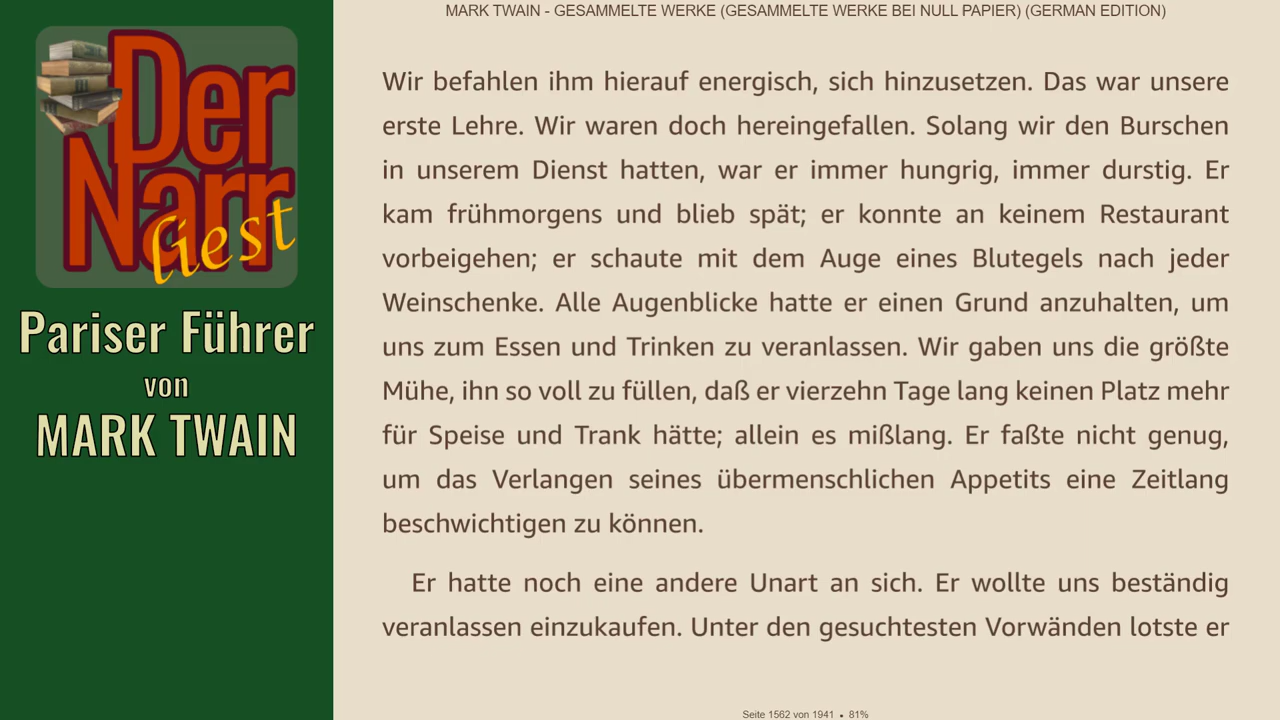 MARK TWAIN - GESAMMELTE WERKE (GESAMMELTE WERKE BEI NULL PAPIER) (GERMAN EDITION)
Der
Narr
liest
Pariser Führer
von
MARK TWAIN
Wir befahlen ihm hierauf energisch, sich hinzusetzen. Das war unsere
erste Lehre. Wir waren doch hereingefallen. Solang wir den Burschen
in unserem Dienst hatten, war er immer hungrig, immer durstig. Er
kam frühmorgens und blieb spät; er konnte an keinem Restaurant
vorbeigehen; er schaute mit dem Auge eines Blutegels nach jeder
Weinschenke. Alle Augenblicke hatte er einen Grund anzuhalten, um
uns zum Essen und Trinken zu veranlassen. Wir gaben uns die größte
Mühe, ihn so voll zu füllen, daß er vierzehn Tage lang keinen Platz mehr
für Speise und Trank hätte; allein es mißlang. Er faßte nicht genug,
um das Verlangen seines übermenschlichen Appetits eine Zeitlang
beschwichtigen zu können.
Er hatte noch eine andere Unart an sich. Er wollte uns beständig
veranlassen einzukaufen. Unter den gesuchtesten Vorwänden lotste er
Seite 1562 von 1941 • 81%